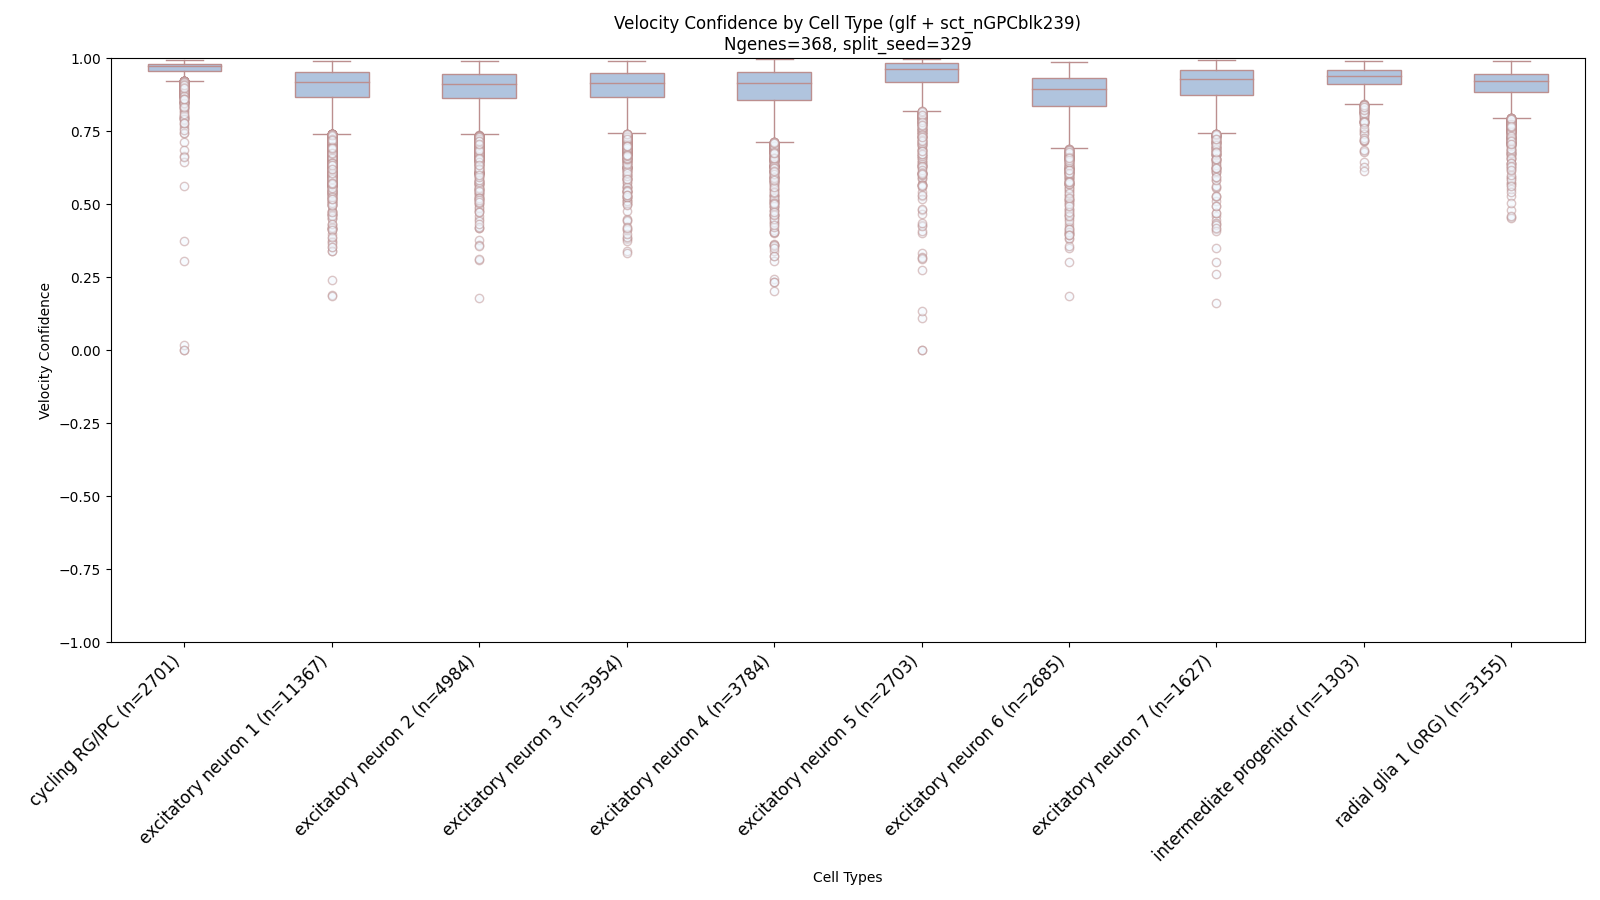 Velocity Confidence by Cell Type (glf + sct_nGPCblk239)
Ngenes=368, split_seed=329
Velocity Confidence
1.00
0.75
0.50
0.25
0.00
−0.25
−0.50
−0.75
−1.00
cycling RG/IPC (n=2701)
excitatory neuron 1 (n=11367)
excitatory neuron 2 (n=4984)
excitatory neuron 3 (n=3954)
excitatory neuron 4 (n=3784)
excitatory neuron 5 (n=2703)
excitatory neuron 6 (n=2685)
excitatory neuron 7 (n=1627)
intermediate progenitor (n=1303)
radial glia 1 (oRG) (n=3155)
Cell Types